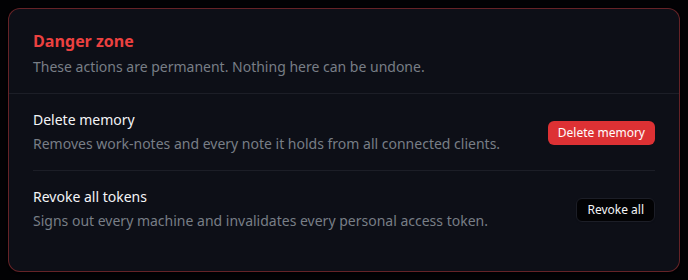 Danger zone
These actions are permanent. Nothing here can be undone.
Delete memory
Removes work-notes and every note it holds from all connected clients.
Delete memory
Revoke all tokens
Signs out every machine and invalidates every personal access token.
Revoke all